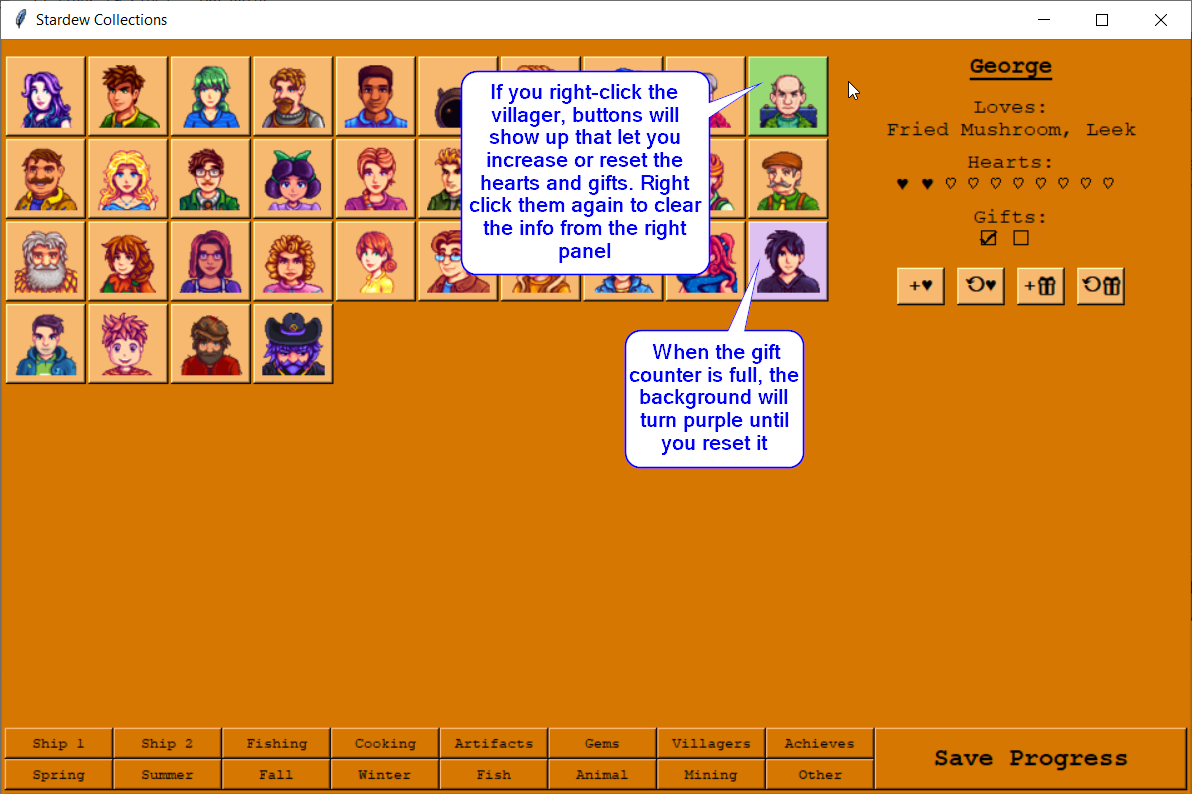 Stardew Collections
If you right-click the
villager, buttons will
show up that let you
increase or reset the
hearts and gifts. Right
click them again to clear
the info from the right
panel
When the gift
counter is full, the
background will
turn purple until
you reset it
George
Loves:
Fried Mushroom, Leek
Hearts:
♥ ♥ ♡ ♡ ♡ ♡ ♡ ♡ ♡ ♡
Gifts:
+♥
+
Ship 1 Ship 2 Fishing Cooking Artifacts Gems Villagers Achieves
Spring Summer Fall Winter Fish Animal Mining Other
Save Progress